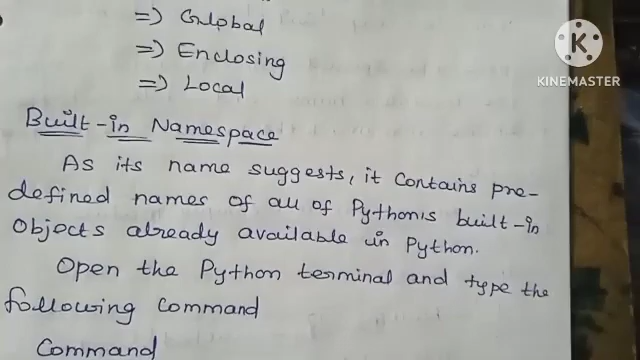 =) Global
=) Enclosing
=) Local
KINEMASTER
Built-in Namespace
As its name suggests, it contains pre-
defined names of all of Python's built-in
Objects already available in Python.
Open the Python terminal and type the
following command
Command